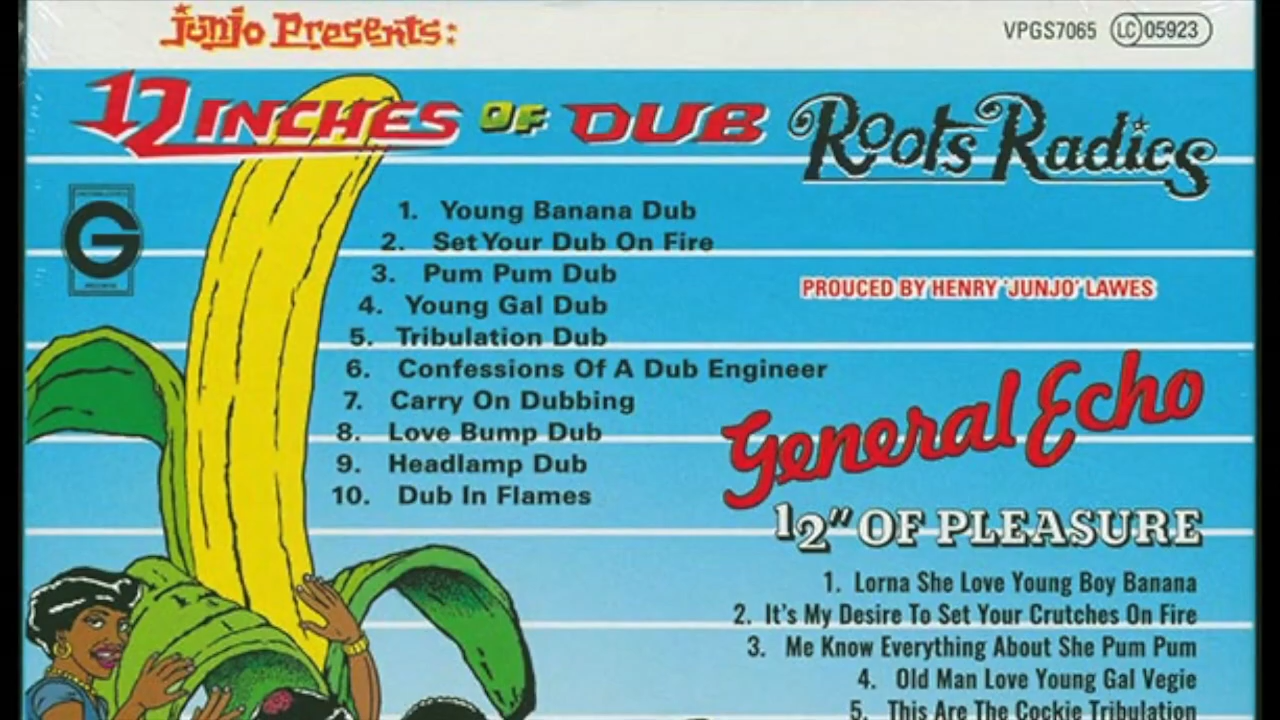 Junjo Presents:
VPGS7065 LC 05923
12 INCHES OF DUB Roots Radics
G
1. Young Banana Dub
2. Set Your Dub On Fire
3. Pum Pum Dub
4. Young Gal Dub
5. Tribulation Dub
6. Confessions Of A Dub Engineer
7. Carry On Dubbing
8. Love Bump Dub
9. Headlamp Dub
10. Dub In Flames
PROUCED BY HENRY 'JUNJO' LAWES
General Echo
12" OF PLEASURE
1. Lorna She Love Young Boy Banana
2. It's My Desire To Set Your Crutches On Fire
3. Me Know Everything About She Pum Pum
4. Old Man Love Young Gal Vegie
5. This Are The Cockie Tribulation